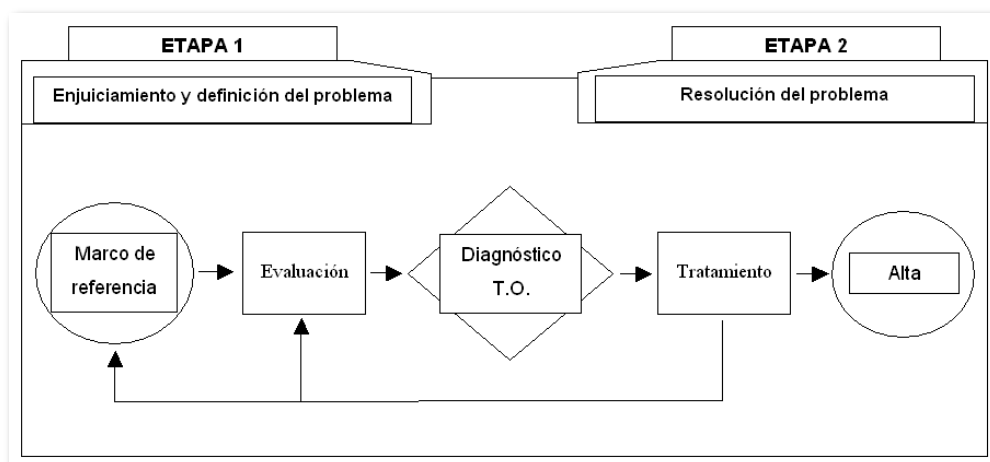 ETAPA 1
ETAPA 2
Enjuiciamiento y definición del problema
Resolución del problema
Marco de
referencia
Evaluación
Diagnóstico
T.O.
Tratamiento
Alta